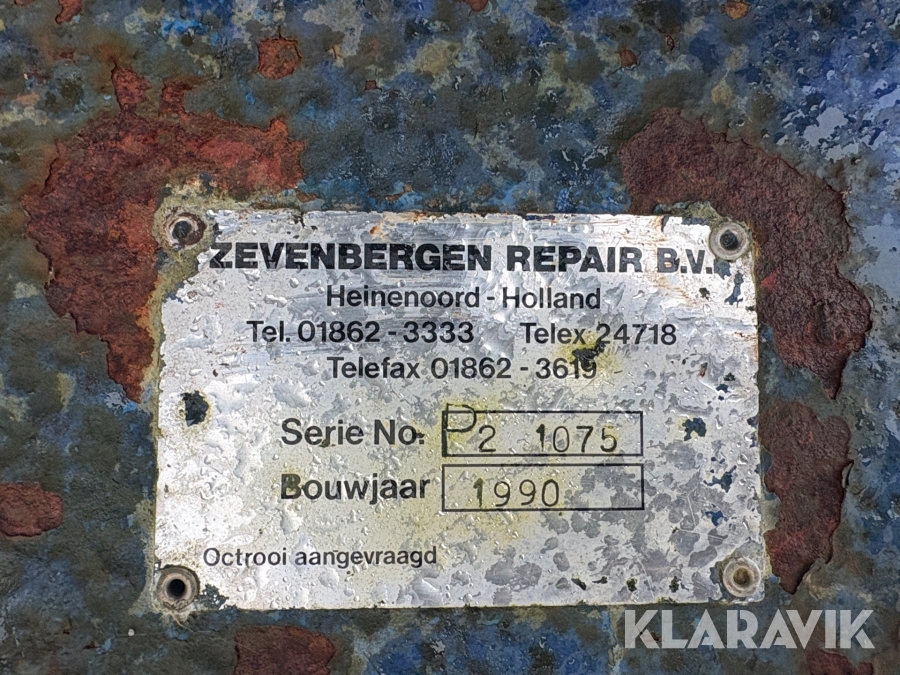 ZEVENBERGEN REPAIR B.V.
Heinenoord - Holland
Tel. 01862 - 3333 Telex 24718
Telefax 01862 - 3619
Serie No. P2 1075
Bouwjaar 1990
Octrooi aangevraagd
KLARAVIK